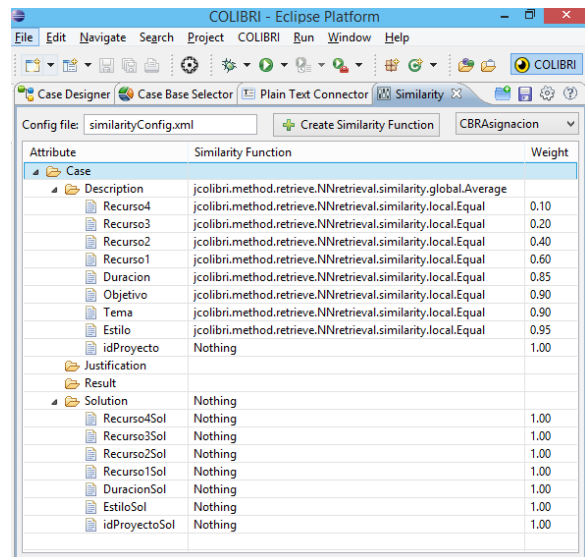 COLIBRI - Eclipse Platform
File Edit Navigate Search Project COLIBRI Run Window Help
COLIBRI
Case Designer Case Base Selector Plain Text Connector Similarity
Config file: similarityConfig.xml Create Similarity Function CBRAsignacion
Attribute Similarity Function Weight
Case
Description jcolibri.method.retrieve.NNretrieval.similarity.global.Average
Recurso4 jcolibri.method.retrieve.NNretrieval.similarity.local.Equal 0.10
Recurso3 jcolibri.method.retrieve.NNretrieval.similarity.local.Equal 0.20
Recurso2 jcolibri.method.retrieve.NNretrieval.similarity.local.Equal 0.40
Recurso1 jcolibri.method.retrieve.NNretrieval.similarity.local.Equal 0.60
Duracion jcolibri.method.retrieve.NNretrieval.similarity.local.Equal 0.85
Objetivo jcolibri.method.retrieve.NNretrieval.similarity.local.Equal 0.90
Tema jcolibri.method.retrieve.NNretrieval.similarity.local.Equal 0.90
Estilo jcolibri.method.retrieve.NNretrieval.similarity.local.Equal 0.95
idProyecto Nothing 1.00
Justification
Result
Solution Nothing
Recurso4Sol Nothing 1.00
Recurso3Sol Nothing 1.00
Recurso2Sol Nothing 1.00
Recurso1Sol Nothing 1.00
DuracionSol Nothing 1.00
EstiloSol Nothing 1.00
idProyectoSol Nothing 1.00